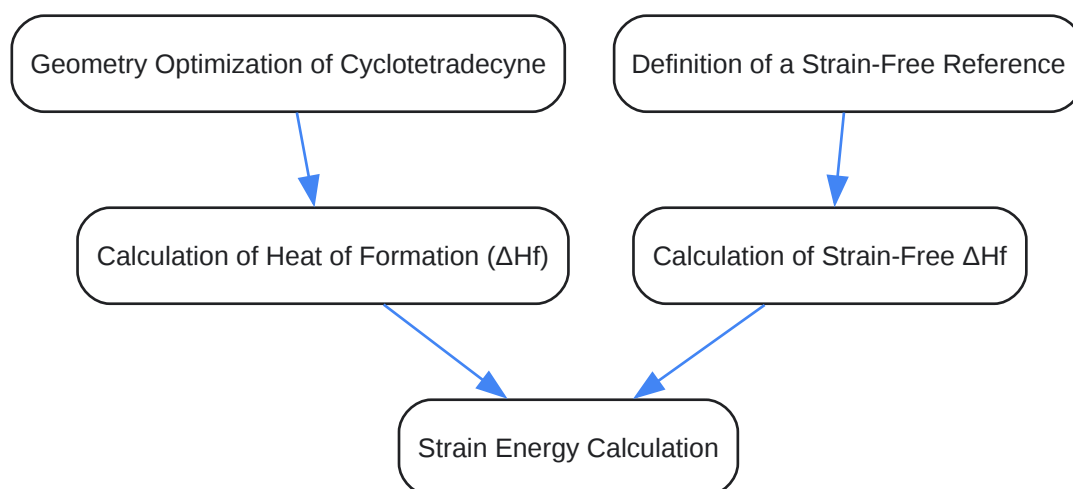 Geometry Optimization of Cyclotetradecyne
Definition of a Strain-Free Reference
Calculation of Heat of Formation (ΔHf)
Calculation of Strain-Free ΔHf
Strain Energy Calculation